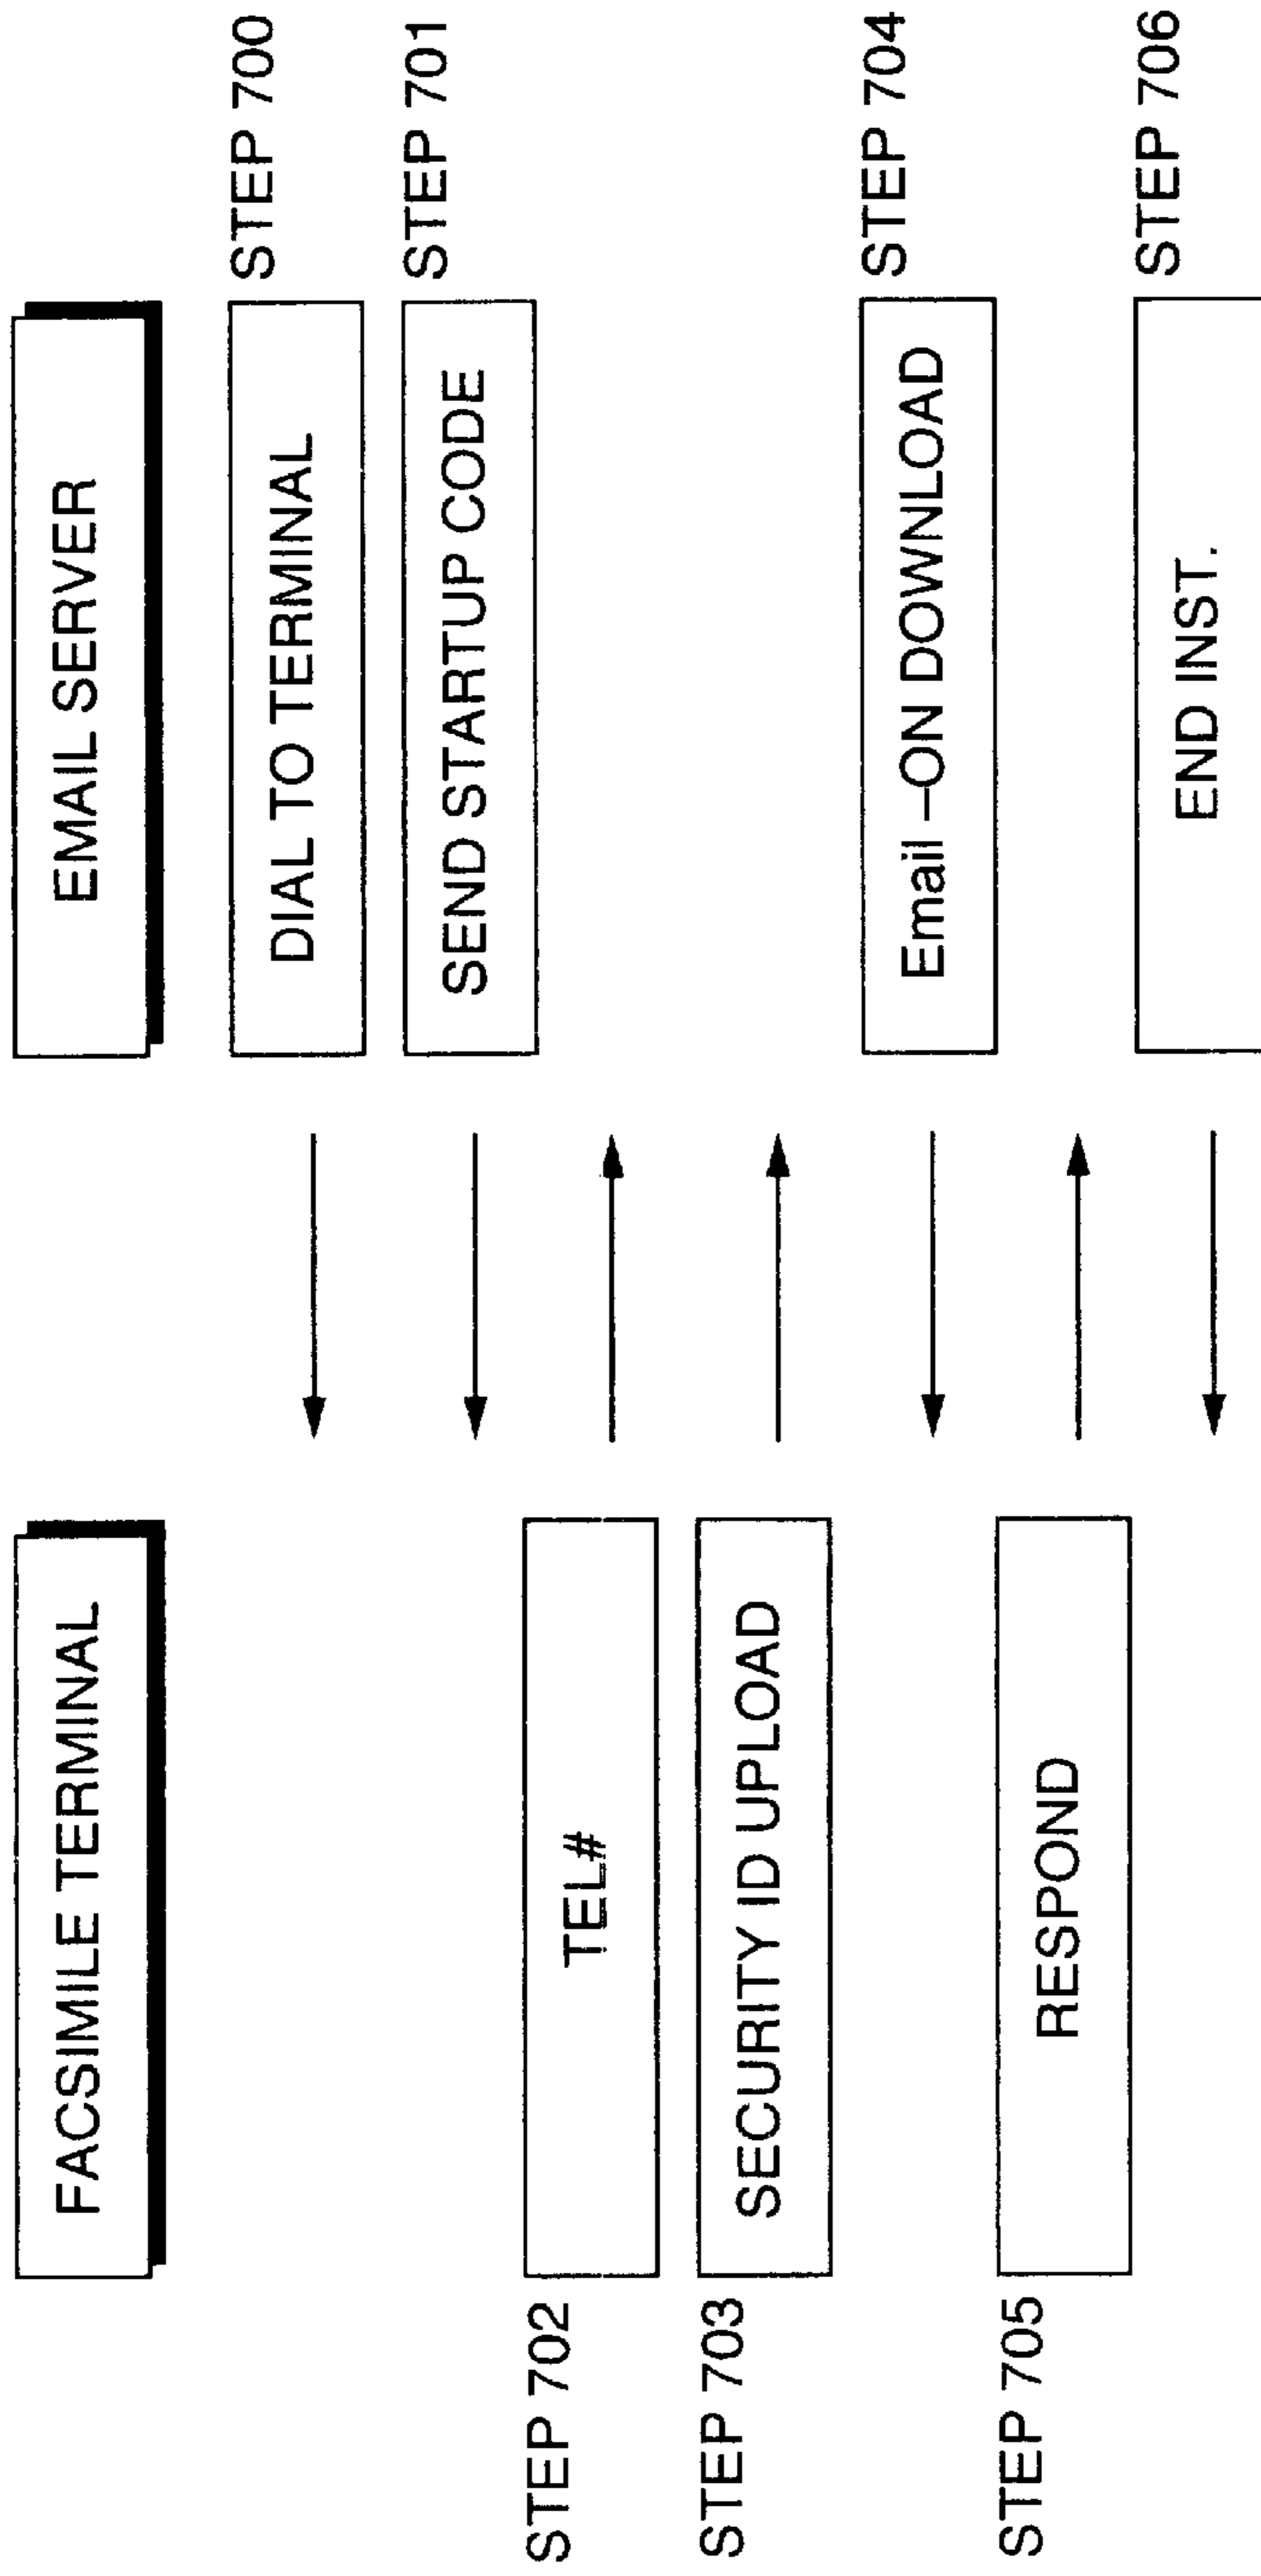 FACSIMILE TERMINAL
EMAIL SERVER
DIAL TO TERMINAL
STEP 700
SEND STARTUP CODE
STEP 701
STEP 702
TEL#
STEP 703
SECURITY ID UPLOAD
Email –ON DOWNLOAD
STEP 704
STEP 705
RESPOND
END INST.
STEP 706